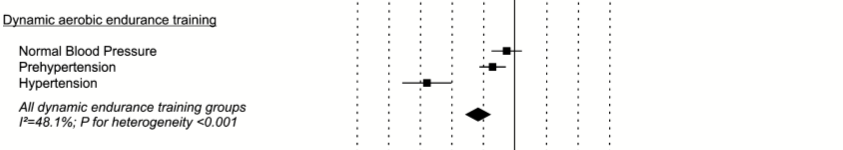 Dynamic aerobic endurance training
Normal Blood Pressure
Prehypertension
Hypertension
All dynamic endurance training groups
I²=48.1%; P for heterogeneity <0.001